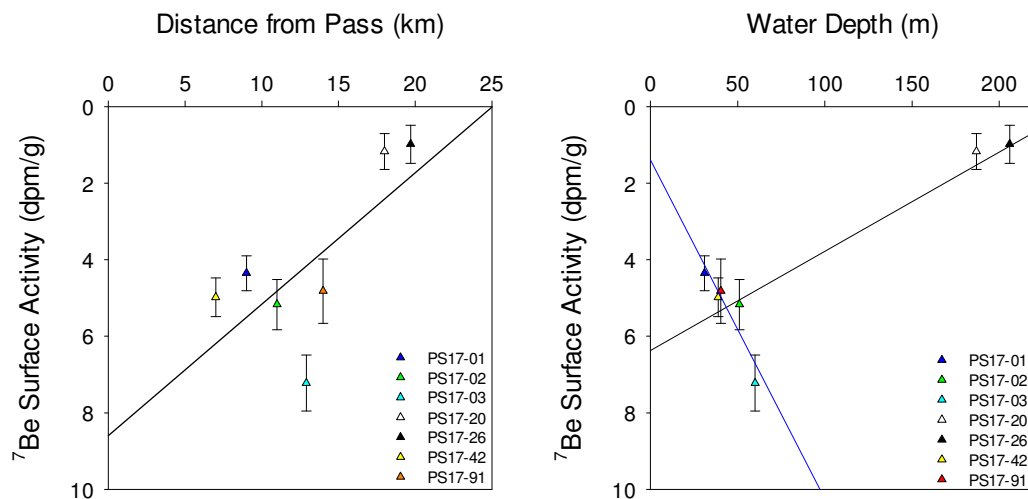 Distance from Pass (km)
0 5 10 15 20 25
⁷Be Surface Activity (dpm/g)
0
2
4
6
8
10
PS17-01
PS17-02
PS17-03
PS17-20
PS17-26
PS17-42
PS17-91
Water Depth (m)
0 50 100 150 200
⁷Be Surface Activity (dpm/g)
0
2
4
6
8
10
PS17-01
PS17-02
PS17-03
PS17-20
PS17-26
PS17-42
PS17-91